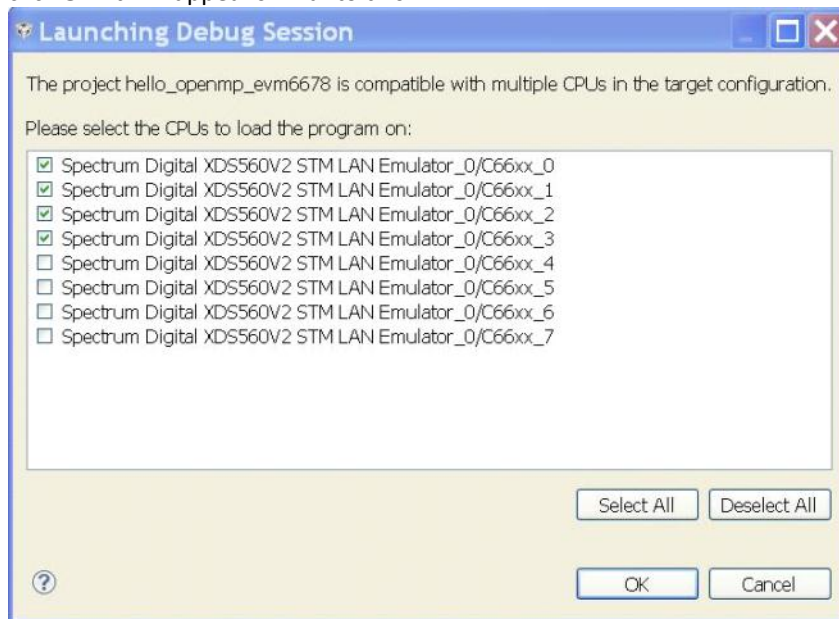 Launching Debug Session
The project hello_openmp_evm6678 is compatible with multiple CPUs in the target configuration.
Please select the CPUs to load the program on:
Spectrum Digital XDS560V2 STM LAN Emulator_0/C66xx_0
Spectrum Digital XDS560V2 STM LAN Emulator_0/C66xx_1
Spectrum Digital XDS560V2 STM LAN Emulator_0/C66xx_2
Spectrum Digital XDS560V2 STM LAN Emulator_0/C66xx_3
Spectrum Digital XDS560V2 STM LAN Emulator_0/C66xx_4
Spectrum Digital XDS560V2 STM LAN Emulator_0/C66xx_5
Spectrum Digital XDS560V2 STM LAN Emulator_0/C66xx_6
Spectrum Digital XDS560V2 STM LAN Emulator_0/C66xx_7
Select All Deselect All
? OK Cancel